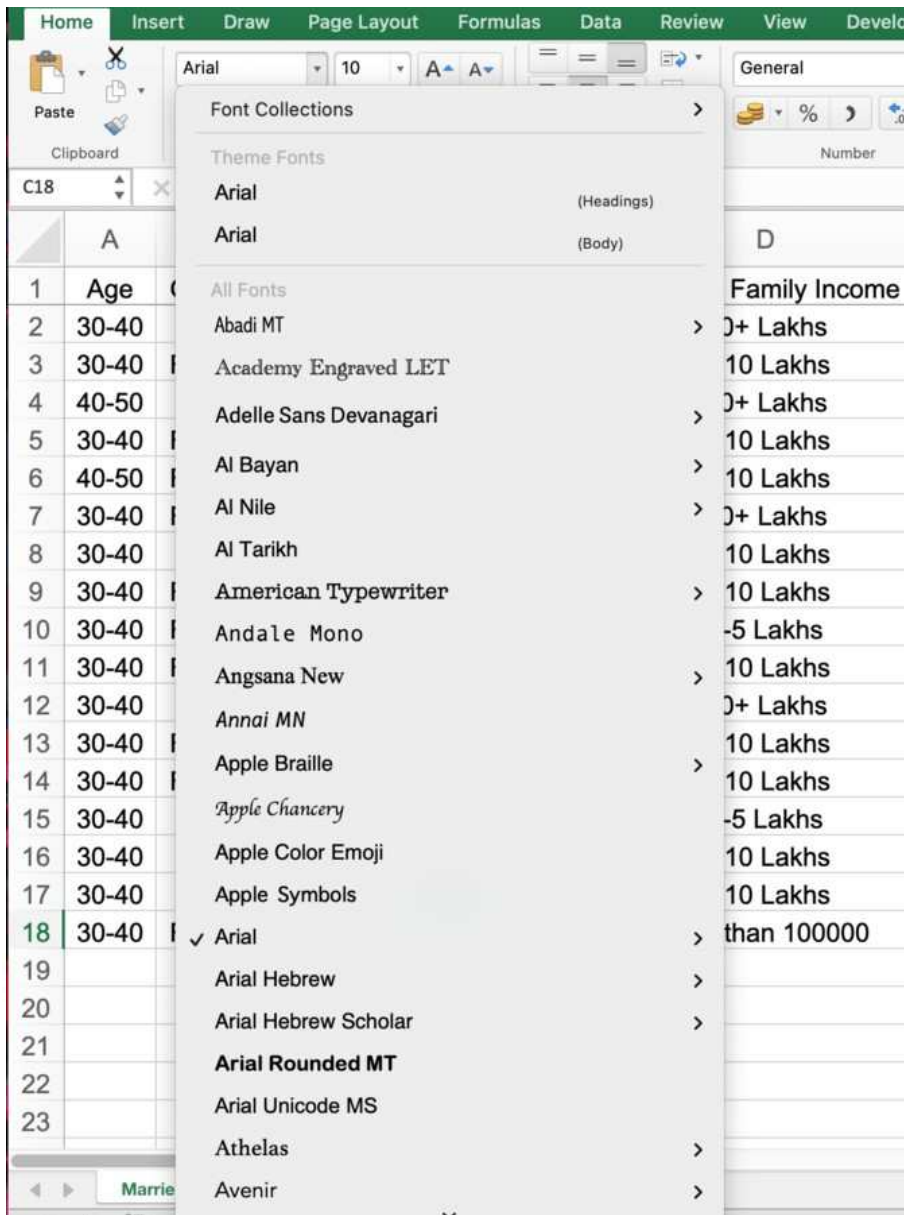 Home Insert Draw Page Layout Formulas Data Review View Develo
Arial 10 A A General
Paste % .0
Clipboard Number
C18
Font Collections
Theme Fonts
Arial (Headings)
Arial (Body)
All Fonts
A D
1 Age Family Income
2 30-40 Abadi MT 0+ Lakhs
3 30-40 Academy Engraved LET 10 Lakhs
4 40-50 Adelle Sans Devanagari 0+ Lakhs
5 30-40 10 Lakhs
6 40-50 Al Bayan 10 Lakhs
7 30-40 Al Nile 0+ Lakhs
8 30-40 Al Tarikh 10 Lakhs
9 30-40 American Typewriter 10 Lakhs
10 30-40 Andale Mono -5 Lakhs
11 30-40 Angsana New 10 Lakhs
12 30-40 Annai MN 0+ Lakhs
13 30-40 Apple Braille 10 Lakhs
14 30-40 10 Lakhs
15 30-40 Apple Chancery -5 Lakhs
16 30-40 Apple Color Emoji 10 Lakhs
17 30-40 Apple Symbols 10 Lakhs
18 30-40 Arial than 100000
19 Arial Hebrew
20 Arial Hebrew Scholar
21 Arial Rounded MT
22 Arial Unicode MS
23 Athelas
Marrie Avenir